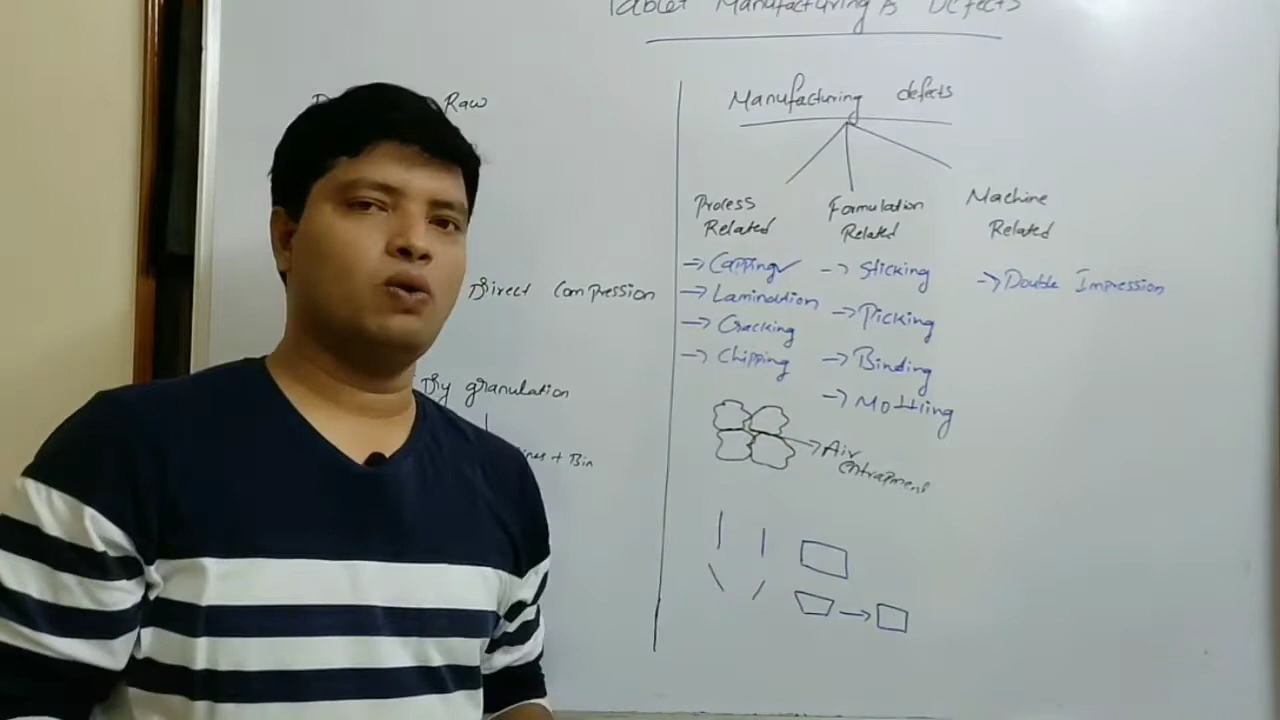 Tablet Manufacturing & Defects
Raw
Direct Compression
Dry granulation
Manufacturing defects
Process
Related
→ Capping✓
→ Lamination
→ Cracking
→ Chipping
Formulation
Related
→ Sticking
→ Picking
→ Binding
→ Mottling
Machine
Related
→ Double Impression
→ Air
entrapment